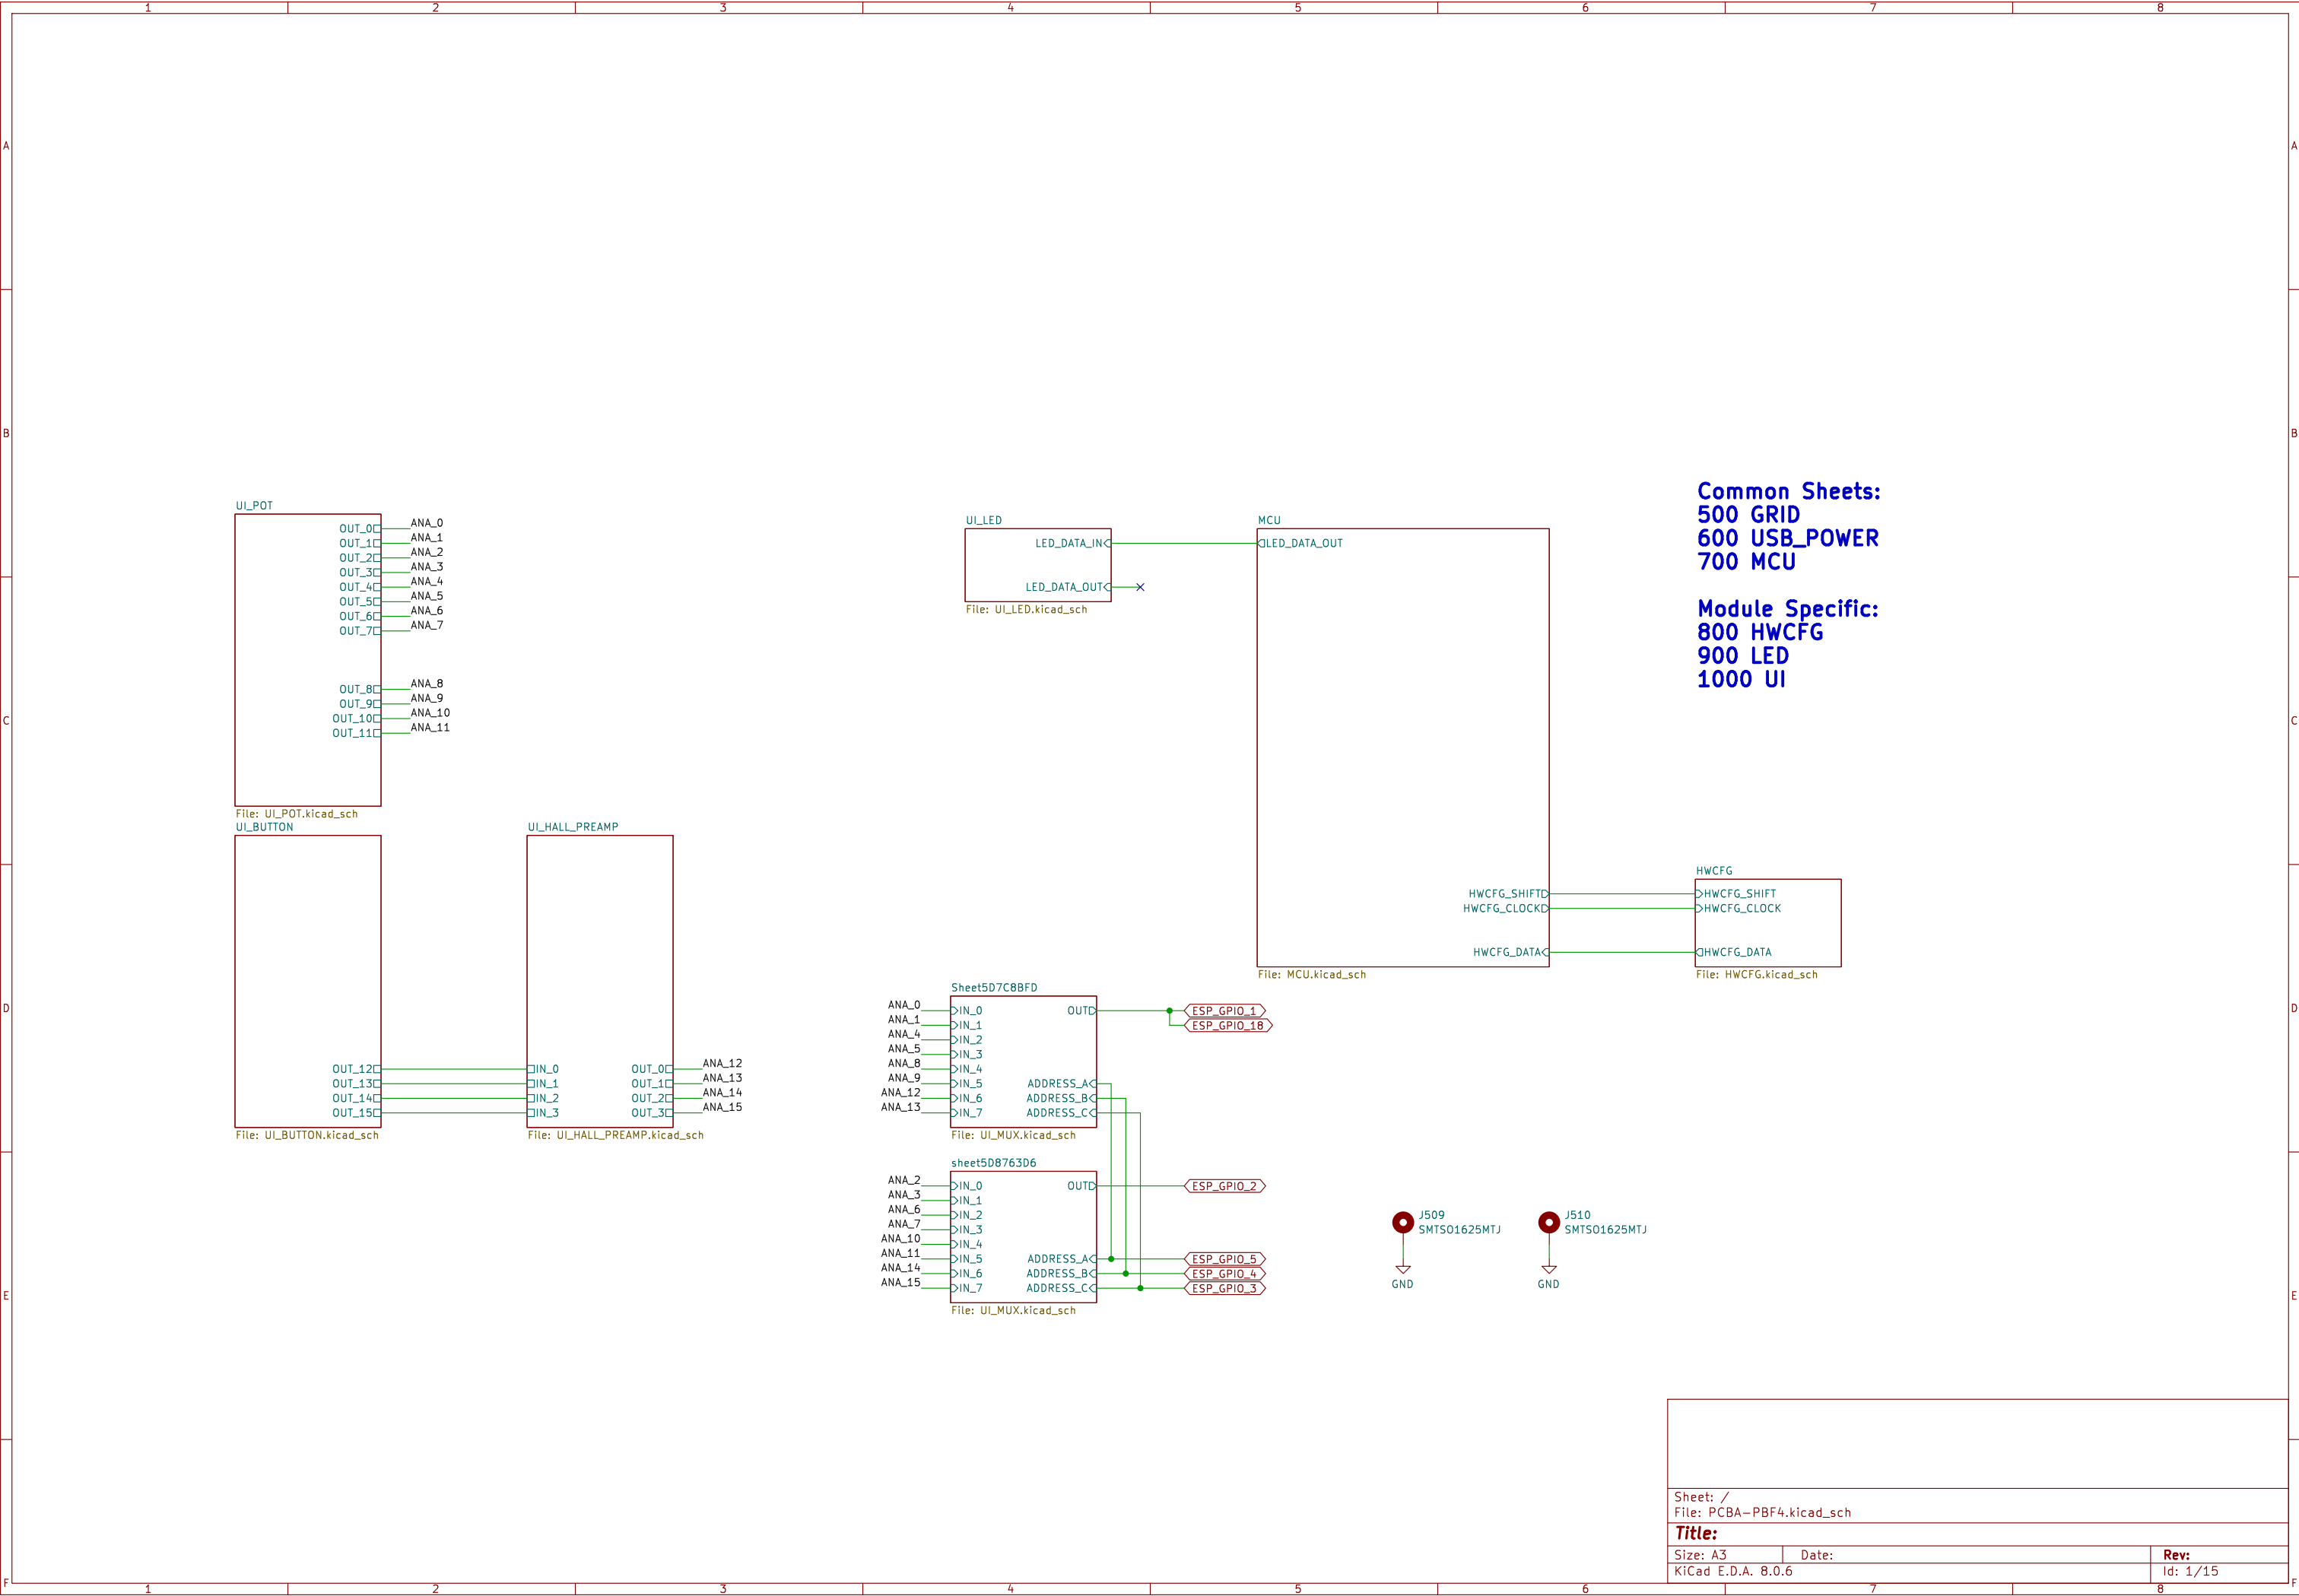 1 2 3 4 5 6 7 8
A A
B B
C C
D D
E E
F F
UI_POT
OUT_0 ANA_0
OUT_1 ANA_1
OUT_2 ANA_2
OUT_3 ANA_3
OUT_4 ANA_4
OUT_5 ANA_5
OUT_6 ANA_6
OUT_7 ANA_7
OUT_8 ANA_8
OUT_9 ANA_9
OUT_10 ANA_10
OUT_11 ANA_11
File: UI_POT.kicad_sch
UI_BUTTON
OUT_12
OUT_13
OUT_14
OUT_15
File: UI_BUTTON.kicad_sch
UI_HALL_PREAMP
IN_0 OUT_0 ANA_12
IN_1 OUT_1 ANA_13
IN_2 OUT_2 ANA_14
IN_3 OUT_3 ANA_15
File: UI_HALL_PREAMP.kicad_sch
UI_LED
LED_DATA_IN
LED_DATA_OUT
File: UI_LED.kicad_sch
MCU
LED_DATA_OUT
HWCFG_SHIFT
HWCFG_CLOCK
HWCFG_DATA
File: MCU.kicad_sch
Common Sheets:
500 GRID
600 USB_POWER
700 MCU
Module Specific:
800 HWCFG
900 LED
1000 UI
HWCFG
HWCFG_SHIFT
HWCFG_CLOCK
HWCFG_DATA
File: HWCFG.kicad_sch
Sheet5D7C8BFD
ANA_0 IN_0 OUT ESP_GPIO_1
ANA_1 IN_1 ESP_GPIO_18
ANA_4 IN_2
ANA_5 IN_3
ANA_8 IN_4
ANA_9 IN_5 ADDRESS_A
ANA_12 IN_6 ADDRESS_B
ANA_13 IN_7 ADDRESS_C
File: UI_MUX.kicad_sch
sheet5D8763D6
ANA_2 IN_0 OUT ESP_GPIO_2
ANA_3 IN_1
ANA_6 IN_2
ANA_7 IN_3
ANA_10 IN_4
ANA_11 IN_5 ADDRESS_A ESP_GPIO_5
ANA_14 IN_6 ADDRESS_B ESP_GPIO_4
ANA_15 IN_7 ADDRESS_C ESP_GPIO_3
File: UI_MUX.kicad_sch
J509
SMTSO1625MTJ
GND
J510
SMTSO1625MTJ
GND
Sheet: /
File: PCBA-PBF4.kicad_sch
Title:
Size: A3 Date: Rev:
KiCad E.D.A. 8.0.6 Id: 1/15
1 2 3 4 5 6 7 8